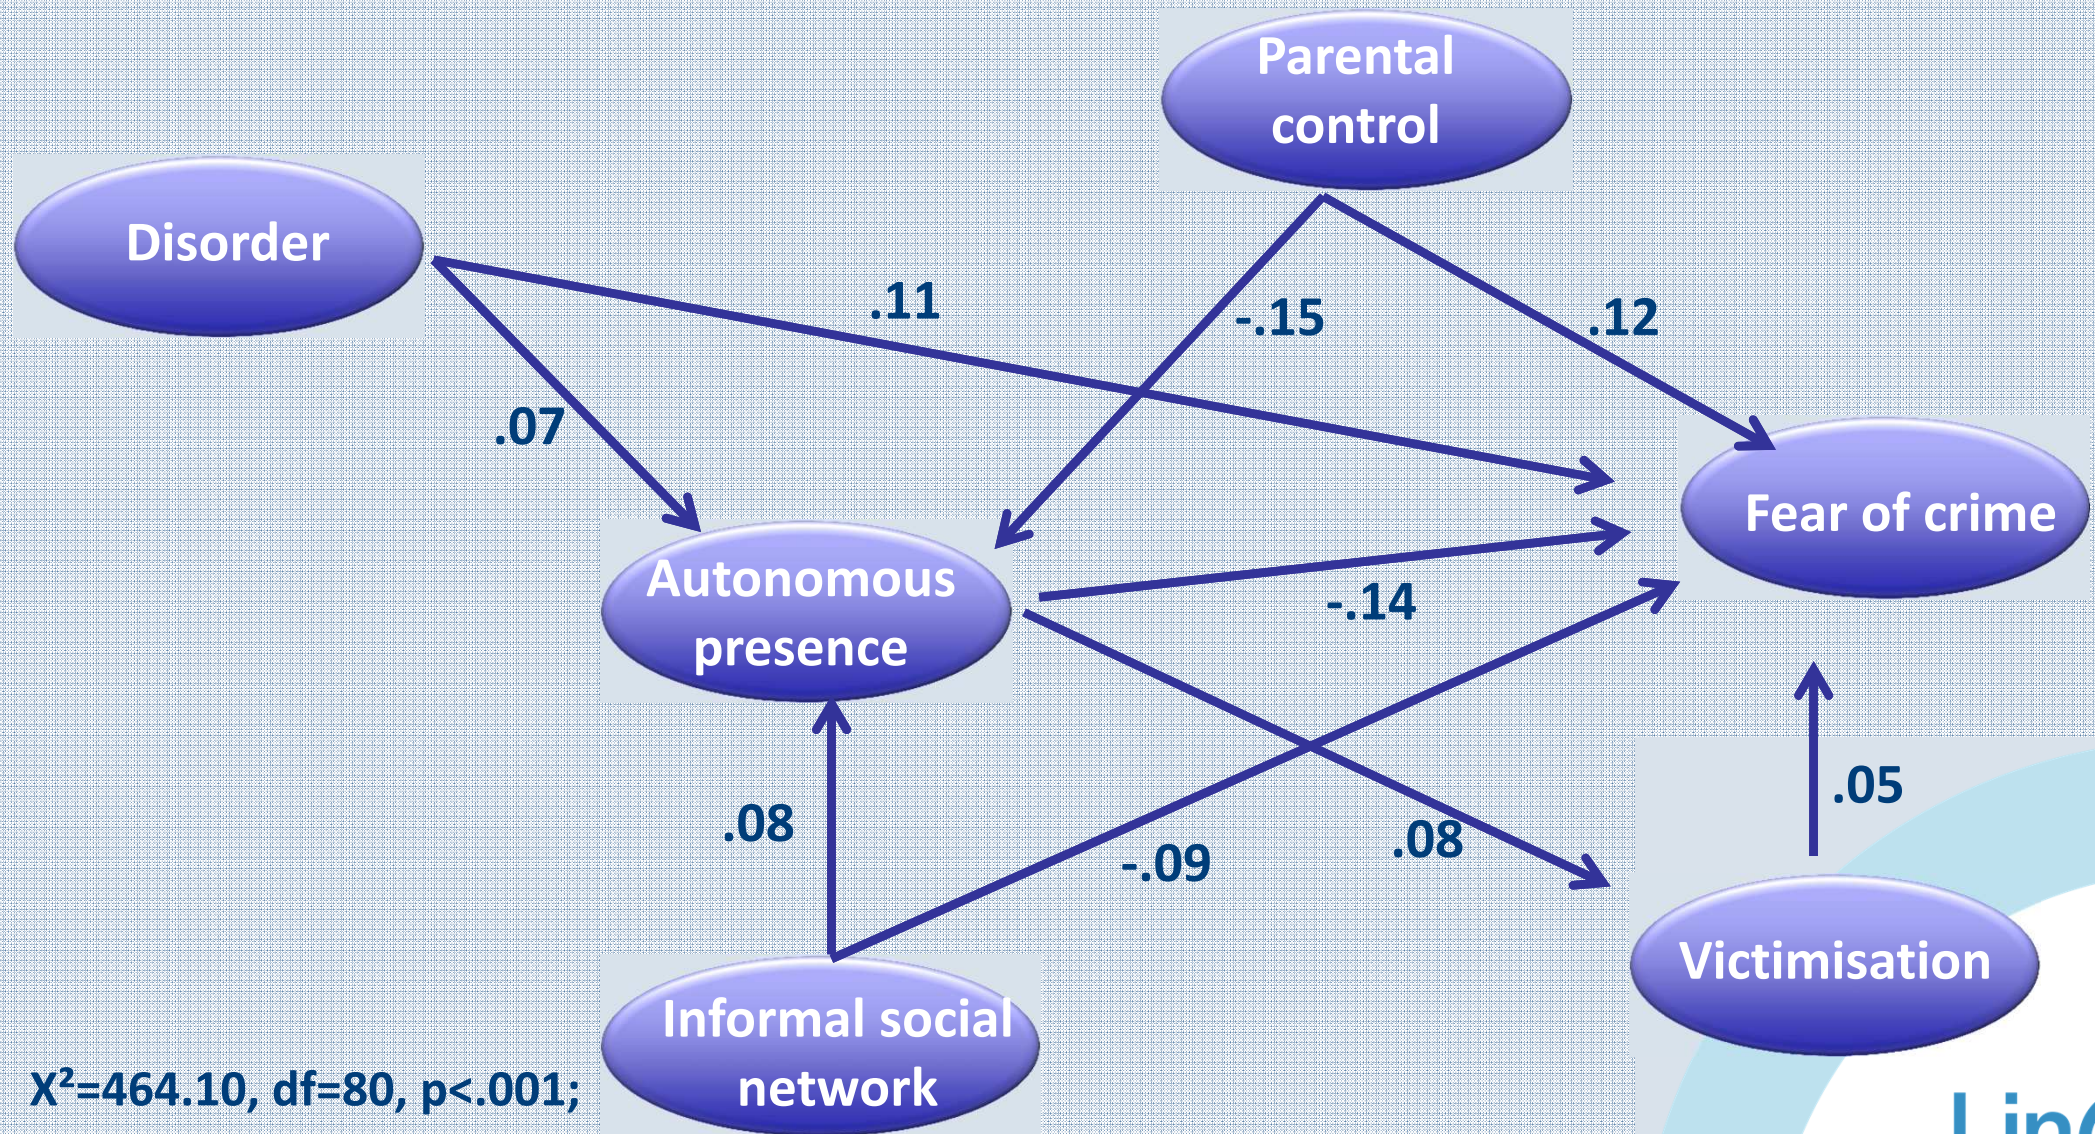 Parental
control
Disorder
.11
-.15
.12
.07
Fear of crime
Autonomous
presence
-.14
.05
.08
-.09
.08
Victimisation
Informal social
network
X²=464.10, df=80, p<.001;